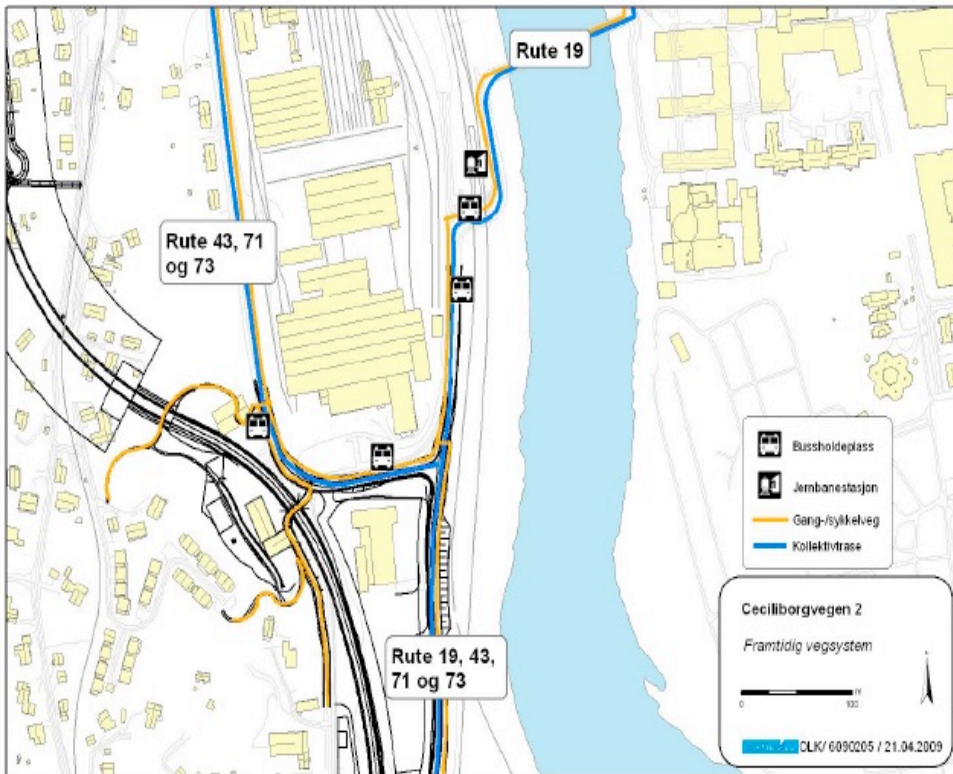 Rute 19
Rute 43, 71
og 73
Bussholdeplass
Jernbanestasjon
Gang-/sykkelveg
Kollektivtrase
Ceciliborgvegen 2
Framtidig vegsystem
m
0 100
Rute 19, 43,
71 og 73
OLK/ 6090205 / 21.04.2009